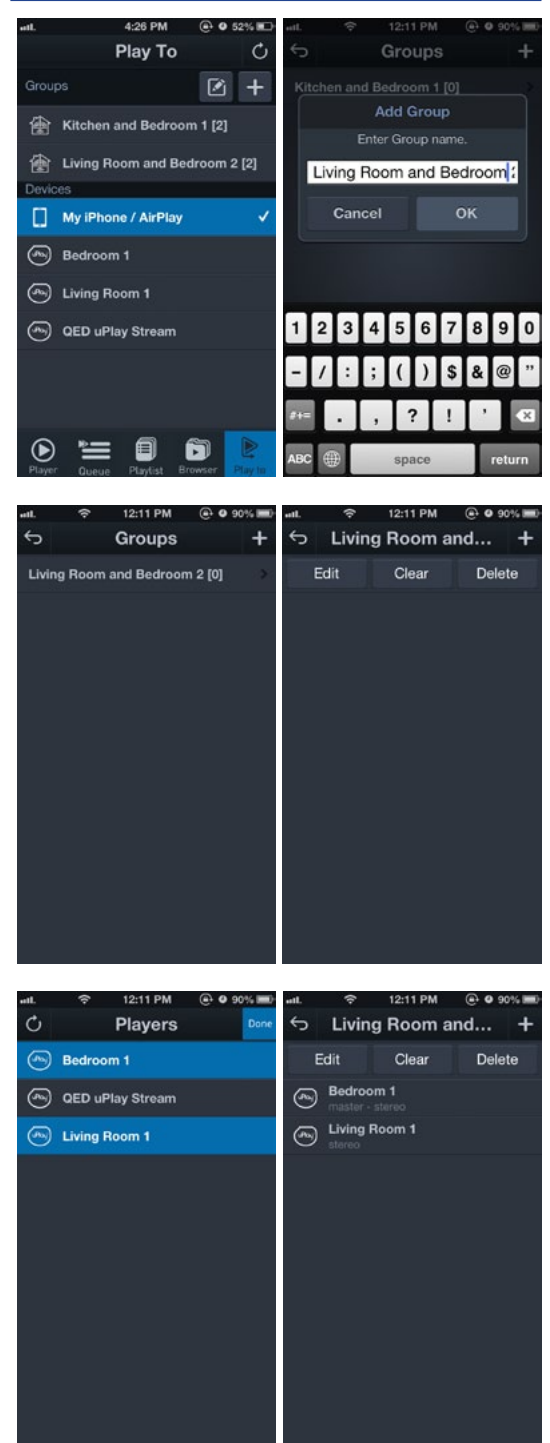 4:26 PM 52%
Play To
Groups
Kitchen and Bedroom 1 [2]
Living Room and Bedroom 2 [2]
Devices
My iPhone / AirPlay
Bedroom 1
Living Room 1
QED uPlay Stream
Player Queue Playlist Browser Play to
12:11 PM 90%
Groups +
Kitchen and Bedroom 1 [0]
Add Group
Enter Group name.
Living Room and Bedroom
Cancel OK
1 2 3 4 5 6 7 8 9 0
- / : ; ( ) $ & @ "
#+= . , ? ! '
ABC space return
12:11 PM 90%
Groups +
Living Room and Bedroom 2 [0]
12:11 PM 90%
Living Room and... +
Edit Clear Delete
12:11 PM 90%
Players Done
Bedroom 1
QED uPlay Stream
Living Room 1
12:11 PM 90%
Living Room and... +
Edit Clear Delete
Bedroom 1
master - stereo
Living Room 1
stereo